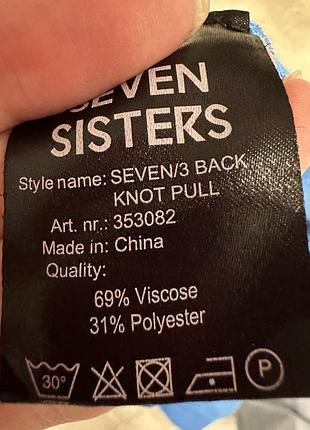 SEVEN
SISTERS
Style name: SEVEN/3 BACK
KNOT PULL
Art. nr.: 353082
Made in: China
Quality:
69% Viscose
31% Polyester
30° P